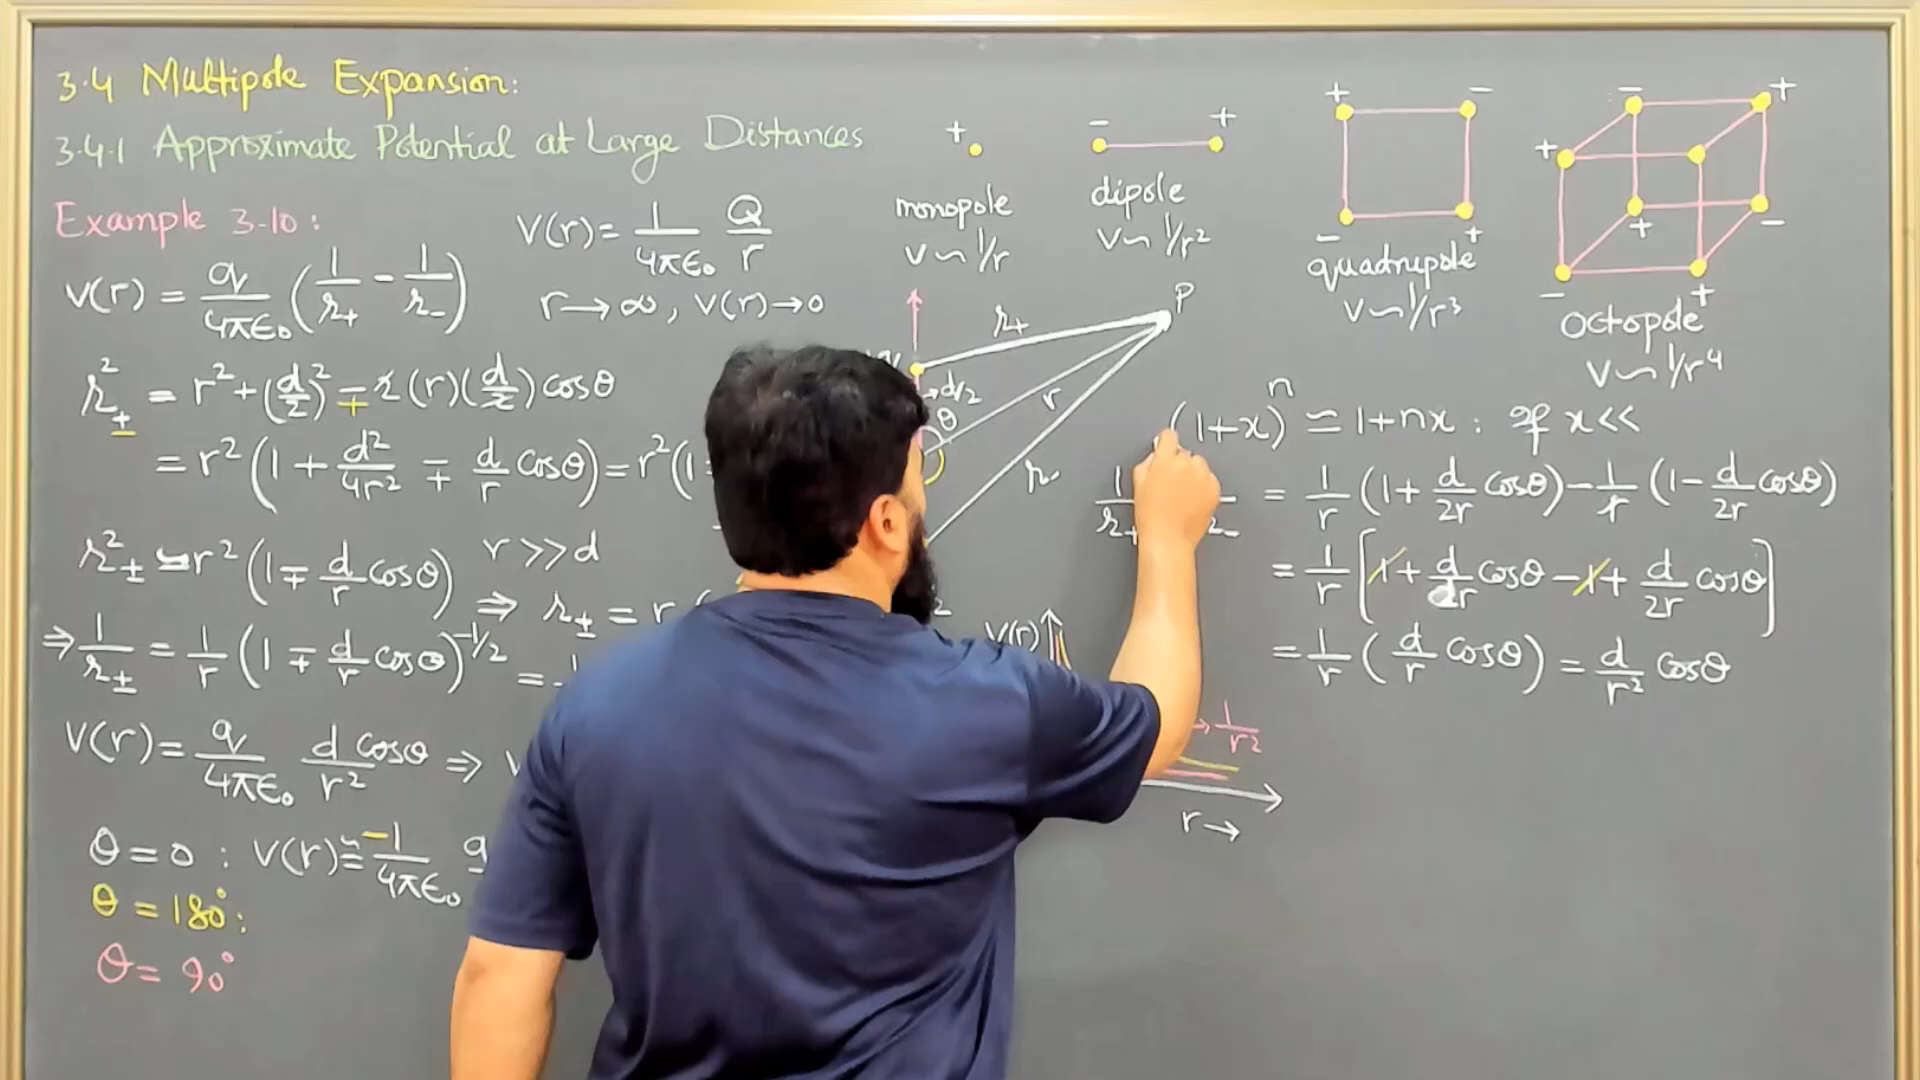 3.4 Multipole Expansion:
3.4.1 Approximate Potential at Large Distances
Example 3-10:
V(r) = 1/4πε₀ Q/r
V(r) = q/4πε₀ (1/r₊ - 1/r₋)
r→∞, V(r)→0
r±² = r² + (d/2)² ∓ 2(r)(d/2)cosθ
= r²(1 + d²/4r² ∓ d/r cosθ) = r²(1
r±² ≃ r²(1 ∓ d/r cosθ) r>>d
⇒ r± = r
⇒ 1/r± = 1/r (1 ∓ d/r cosθ)^-1/2 =
V(r) = q/4πε₀ d cosθ/r² ⇒ V
θ = 0 : V(r) ≃ 1/4πε₀ q
θ = 180°:
θ = 90°
+
monopole
V ~ 1/r
- +
dipole
V ~ 1/r²
+ -
- +
quadrupole
V ~ 1/r³
- +
+
+ -
- +
Octopole
V ~ 1/r⁴
P
r₊
d/2
θ
r
r₋
(1+x)ⁿ ≃ 1+nx : if x<<
1/r₊ = 1/r (1 + d/2r cosθ) - 1/r (1 - d/2r cosθ)
= 1/r [1 + d/2r cosθ - 1 + d/2r cosθ]
= 1/r (d/r cosθ) = d/r² cosθ
V(r)
→ 1/r²
r→